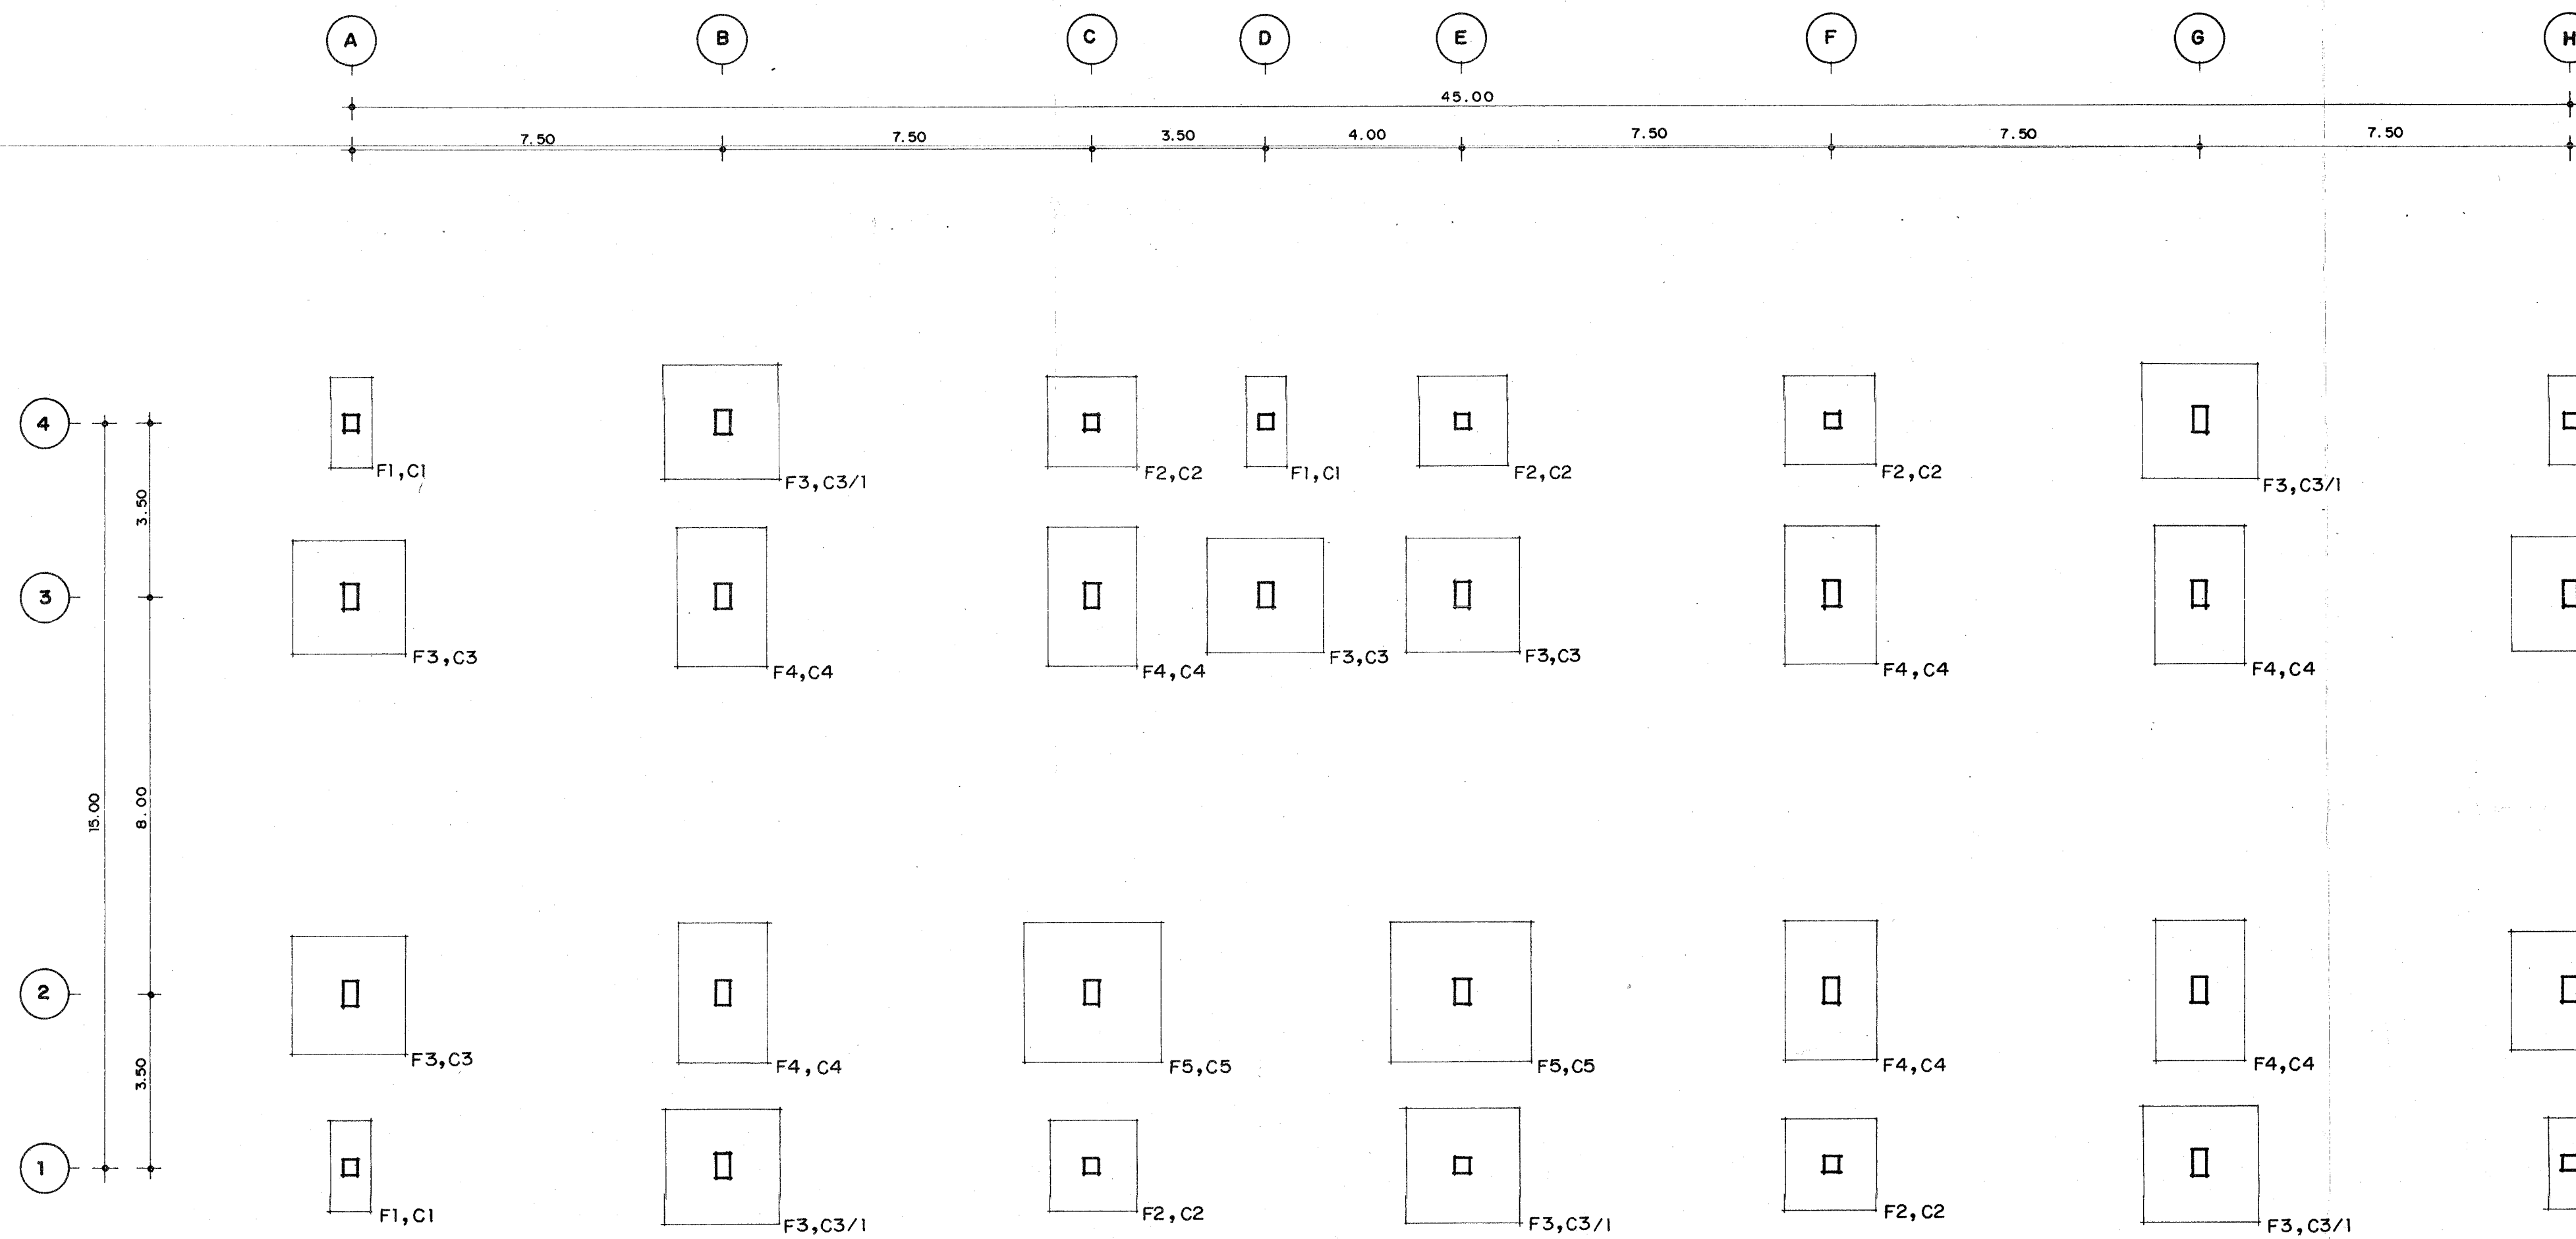 A B C D E F G H
45.00
7.50 7.50 3.50 4.00 7.50 7.50 7.50
4
F1,C1 F3,C3/1 F2,C2 F1,C1 F2,C2 F2,C2 F3,C3/1
3.50
3
F3,C3 F4,C4 F4,C4 F3,C3 F3,C3 F4,C4 F4,C4
15.00 8.00
2
F3,C3 F4,C4 F5,C5 F5,C5 F4,C4 F4,C4
3.50
1
F1,C1 F3,C3/1 F2,C2 F3,C3/1 F2,C2 F3,C3/1